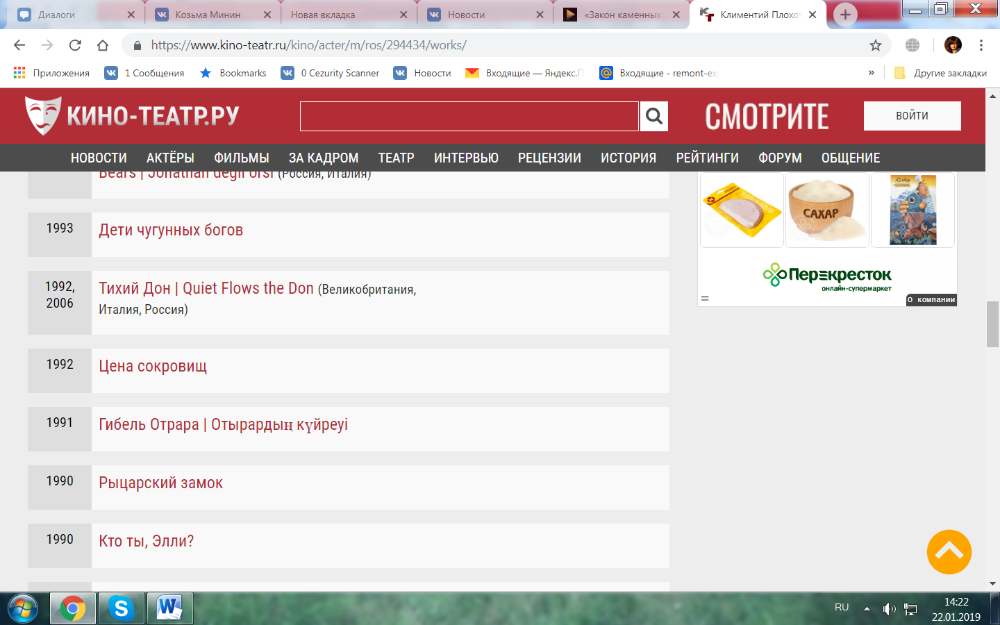 Диалоги
Козьма Минин
Новая вкладка
Новости
«Закон каменных
Климентий Плохот
https://www.kino-teatr.ru/kino/acter/m/ros/294434/works/
Приложения
1 Сообщения
Bookmarks
0 Cezurity Scanner
Новости
Входящие — Яндекс.П
Входящие - remont-ex
»
Другие закладки
КИНО-ТЕАТР.РУ
СМОТРИТЕ
ВОЙТИ
НОВОСТИ АКТЁРЫ ФИЛЬМЫ ЗА КАДРОМ ТЕАТР ИНТЕРВЬЮ РЕЦЕНЗИИ ИСТОРИЯ РЕЙТИНГИ ФОРУМ ОБЩЕНИЕ
Bears | Jonathan degli orsi (Россия, Италия)
1993 Дети чугунных богов
1992, Тихий Дон | Quiet Flows the Don (Великобритания,
2006 Италия, Россия)
1992 Цена сокровищ
1991 Гибель Отрара | Отырардың күйреуі
1990 Рыцарский замок
1990 Кто ты, Элли?
САХАР
Перекресток
онлайн-супермаркет
О компании
RU
14:22
22.01.2019